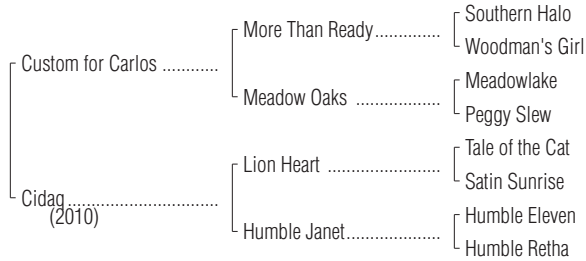 Southern Halo
More Than Ready..............
Woodman's Girl
Custom for Carlos ............
Meadowlake
Meadow Oaks ..................
Peggy Slew
Tale of the Cat
Lion Heart ........................
Satin Sunrise
Cidaq................................
(2010)
Humble Eleven
Humble Janet....................
Humble Retha